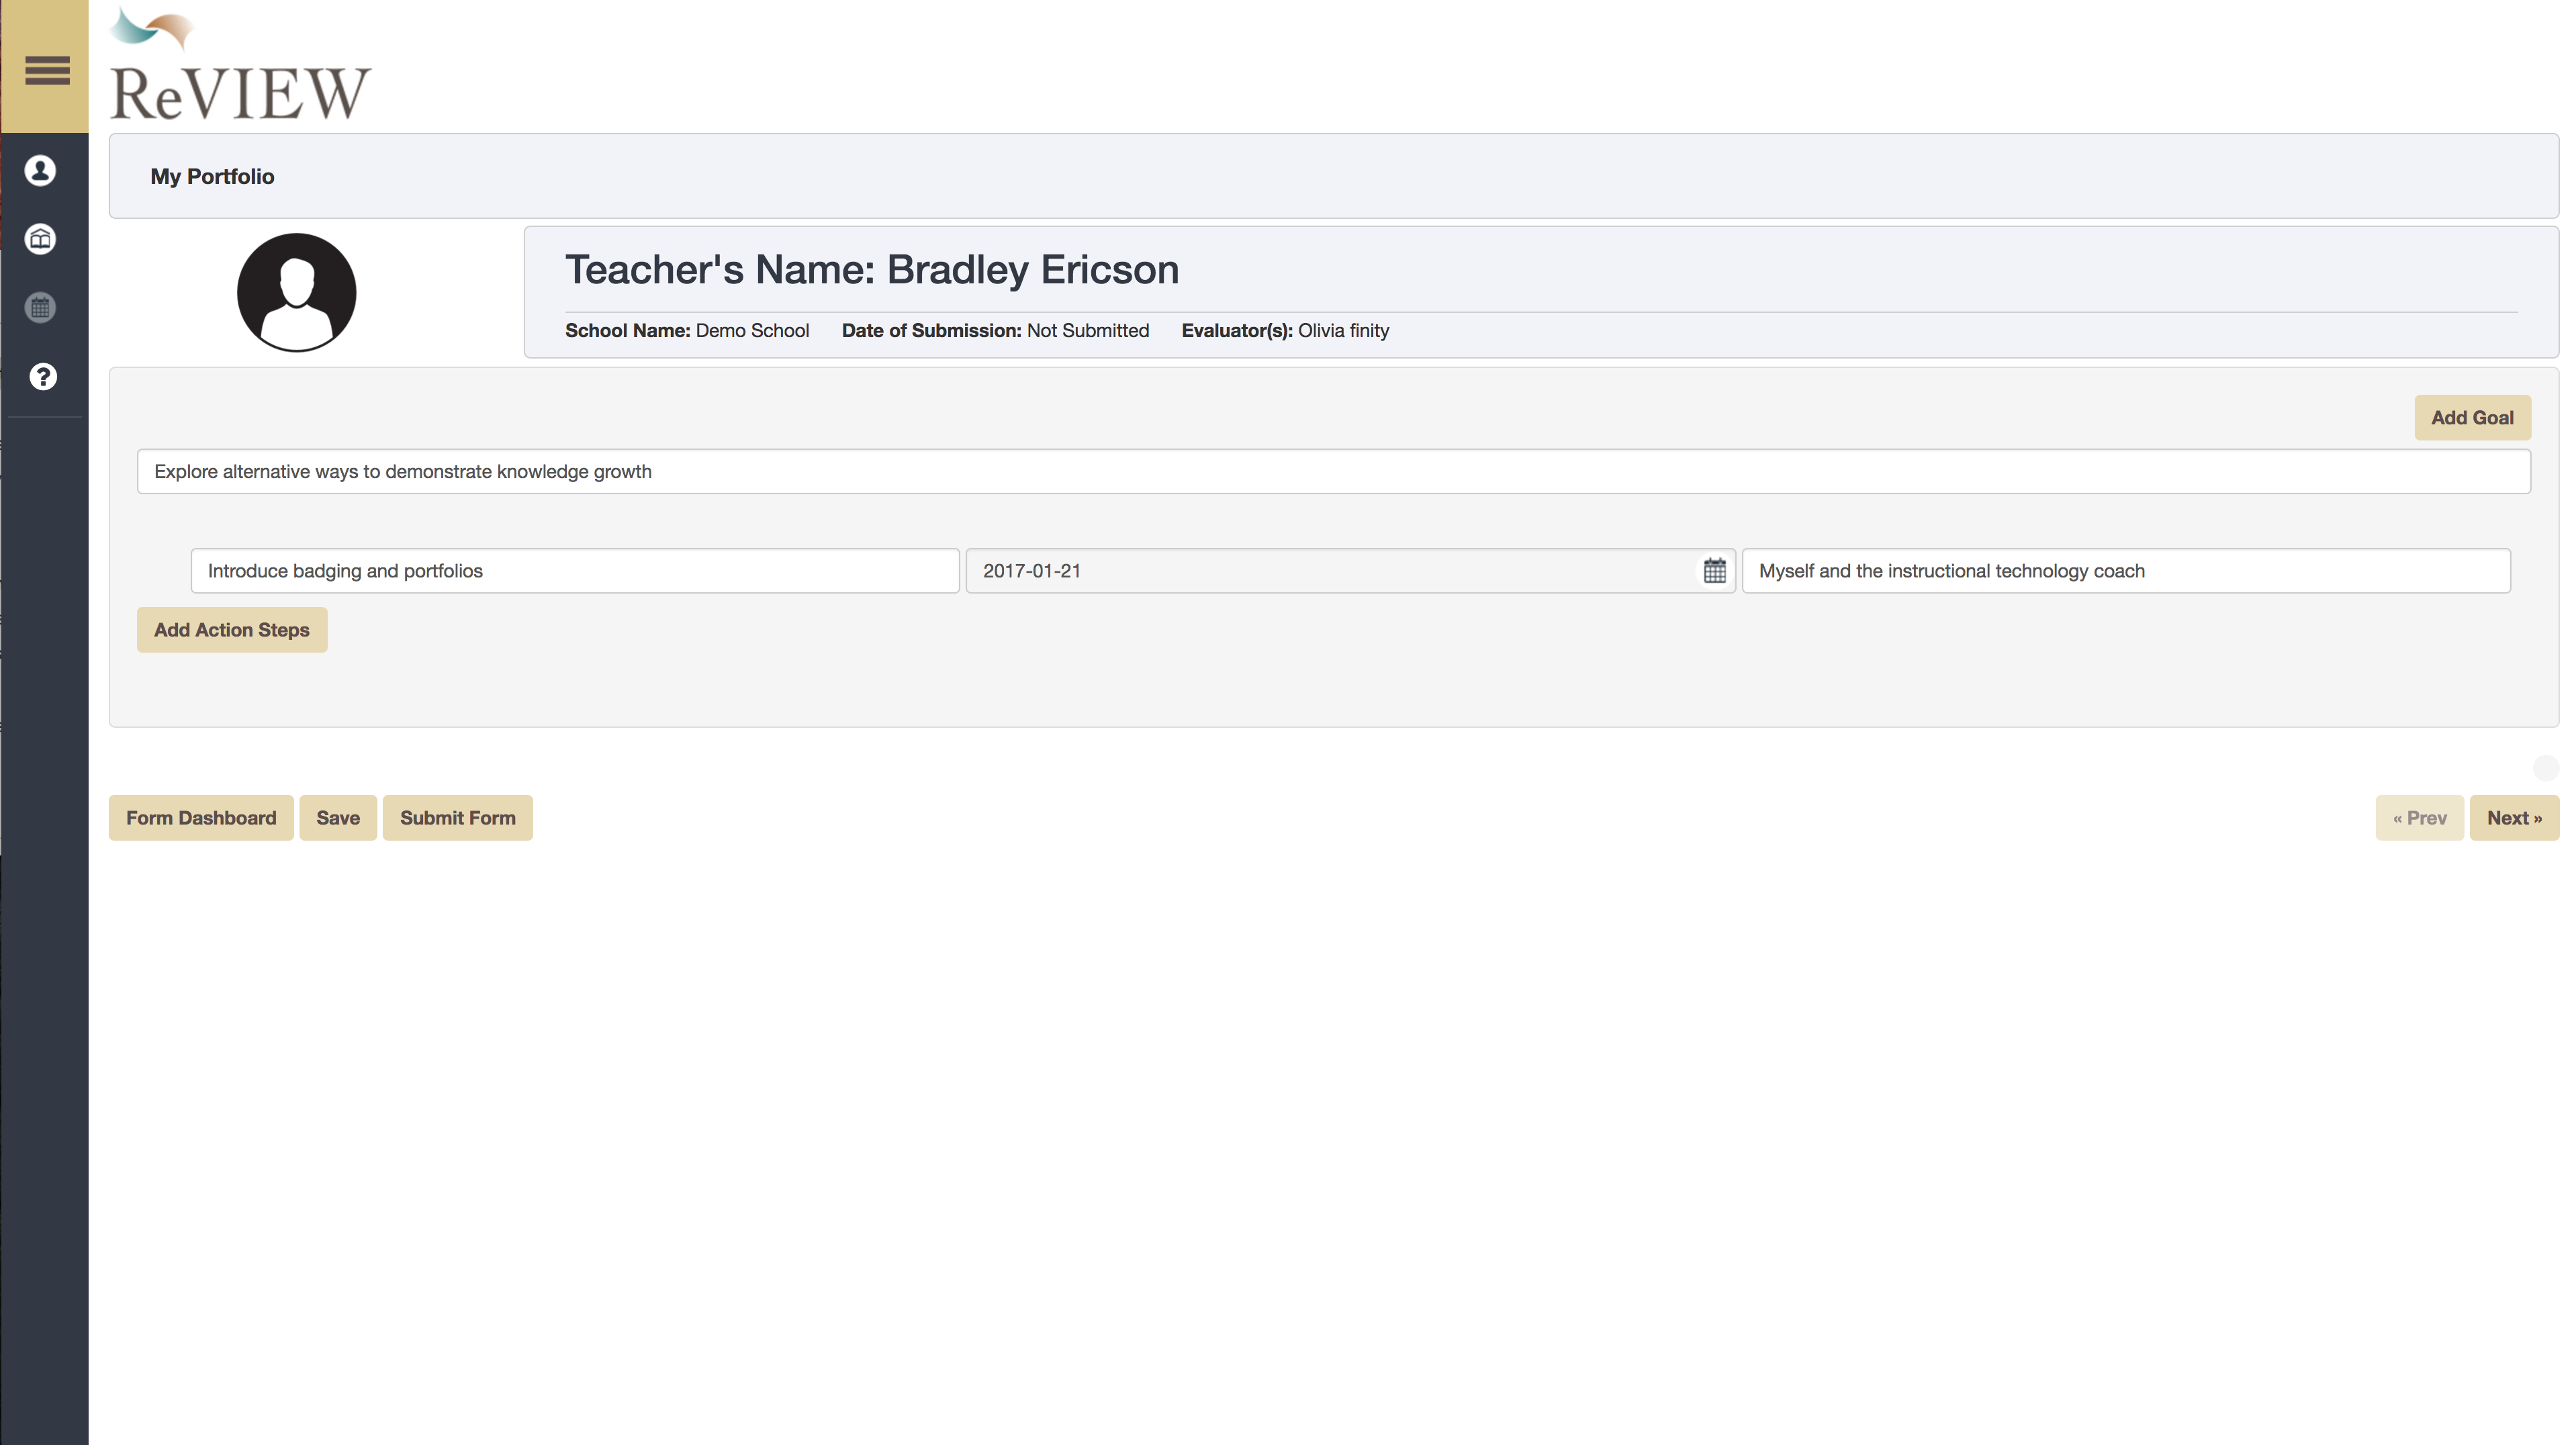 ReVIEW
My Portfolio
Teacher's Name: Bradley Ericson
School Name: Demo School Date of Submission: Not Submitted Evaluator(s): Olivia finity
Add Goal
Explore alternative ways to demonstrate knowledge growth
Introduce badging and portfolios 2017-01-21 Myself and the instructional technology coach
Add Action Steps
Form Dashboard Save Submit Form « Prev Next »